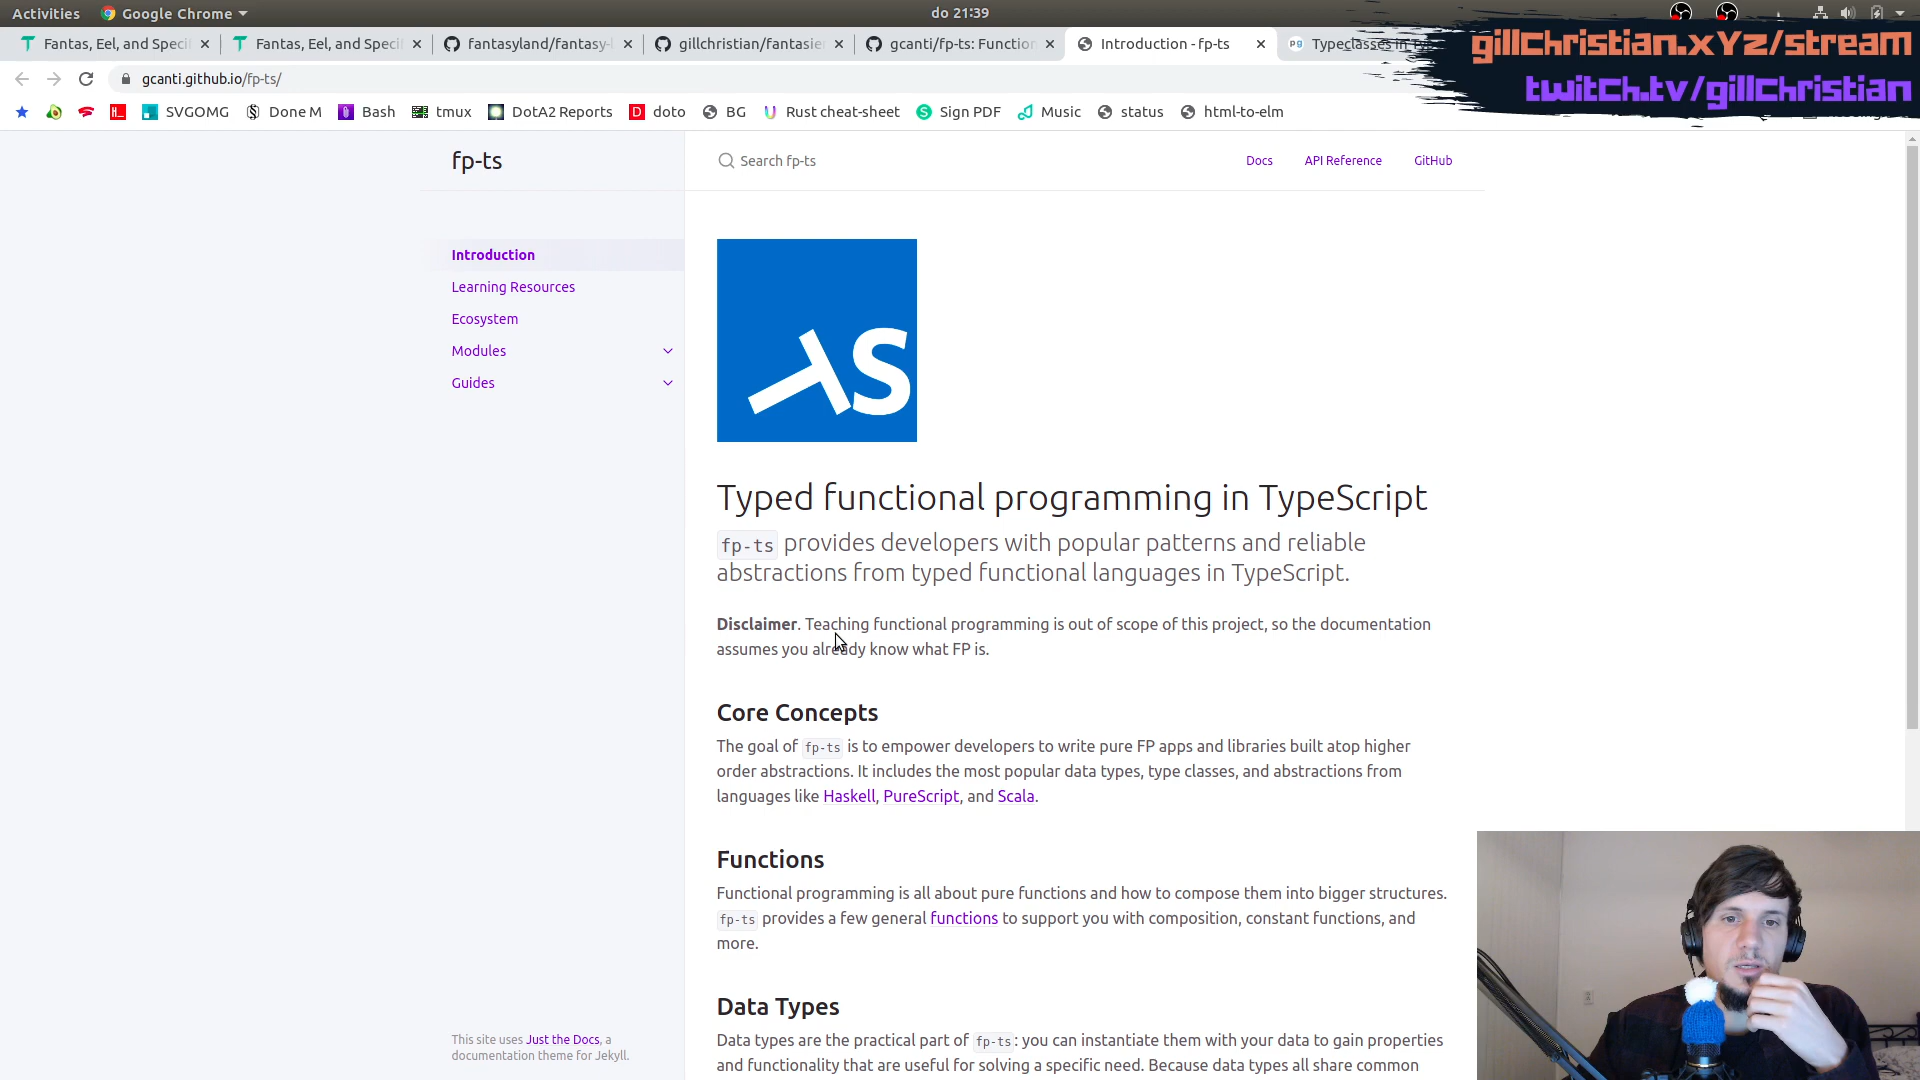 Activities Google Chrome do 21:39
Fantas, Eel, and Specif Fantas, Eel, and Specif fantasyland/fantasy- gillchristian/fantasie gcanti/fp-ts: Function Introduction - fp-ts Typeclasses in
gillchristian.xyz/stream
gcanti.github.io/fp-ts/
twitch.tv/gillchristian
SVGOMG Done M Bash tmux DotA2 Reports doto BG Rust cheat-sheet Sign PDF Music status html-to-elm
fp-ts
Search fp-ts
Docs API Reference GitHub
Introduction
Learning Resources
Ecosystem
Modules
Guides
TS
Typed functional programming in TypeScript
fp-ts provides developers with popular patterns and reliable
abstractions from typed functional languages in TypeScript.
Disclaimer. Teaching functional programming is out of scope of this project, so the documentation
assumes you already know what FP is.
Core Concepts
The goal of fp-ts is to empower developers to write pure FP apps and libraries built atop higher
order abstractions. It includes the most popular data types, type classes, and abstractions from
languages like Haskell, PureScript, and Scala.
Functions
Functional programming is all about pure functions and how to compose them into bigger structures.
fp-ts provides a few general functions to support you with composition, constant functions, and
more.
Data Types
Data types are the practical part of fp-ts: you can instantiate them with your data to gain properties
and functionality that are useful for solving a specific need. Because data types all share common
This site uses Just the Docs, a
documentation theme for Jekyll.